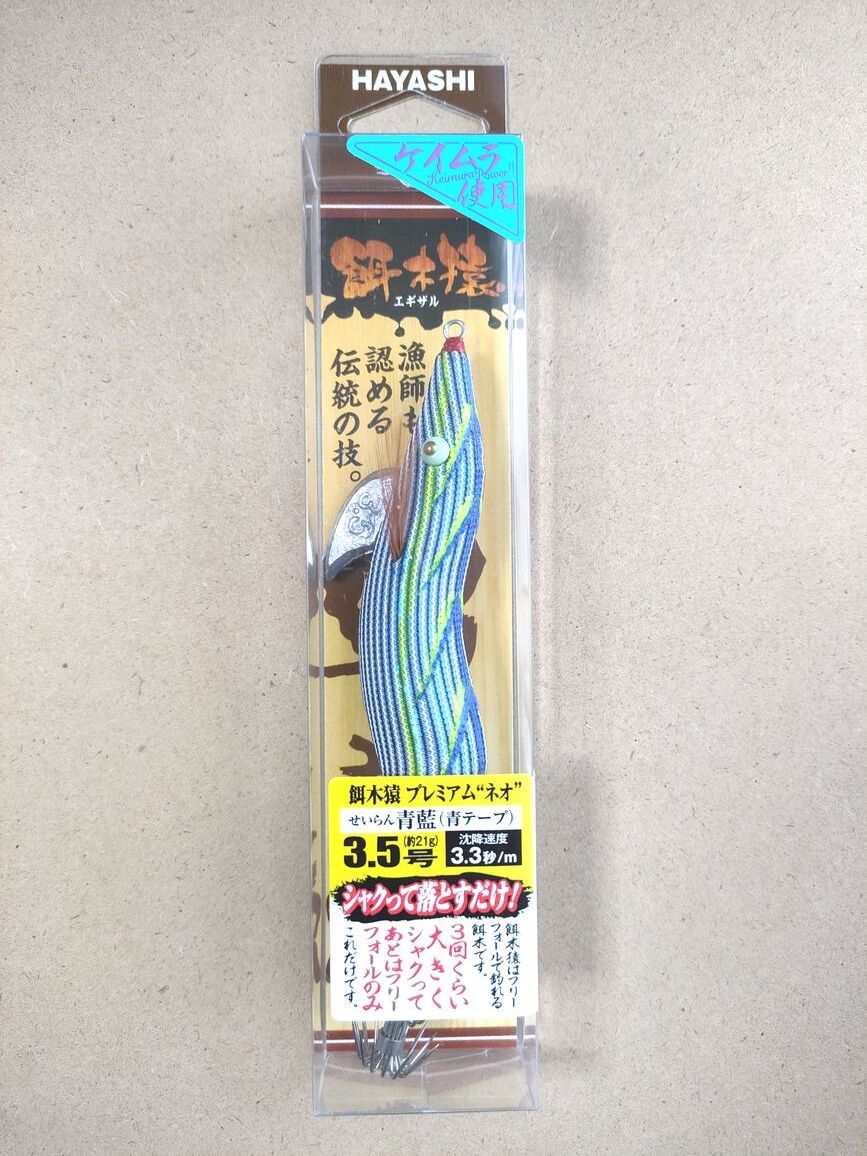 HAYASHI
ケイムラ
Keimura Power!!
使用
餌木猿
エギザル
漁師も
認める
伝統の技。
3.5
餌木猿 プレミアム“ネオ”
せいらん 青藍(青テープ)
3.5号 (約21g)
沈降速度
3.3秒/m
シャクって落とすだけ!
餌木猿はフリー
フォールで釣れる
餌木です。
3回くらい
大きく
シャクって
あとはフリー
フォールのみ
これだけです。